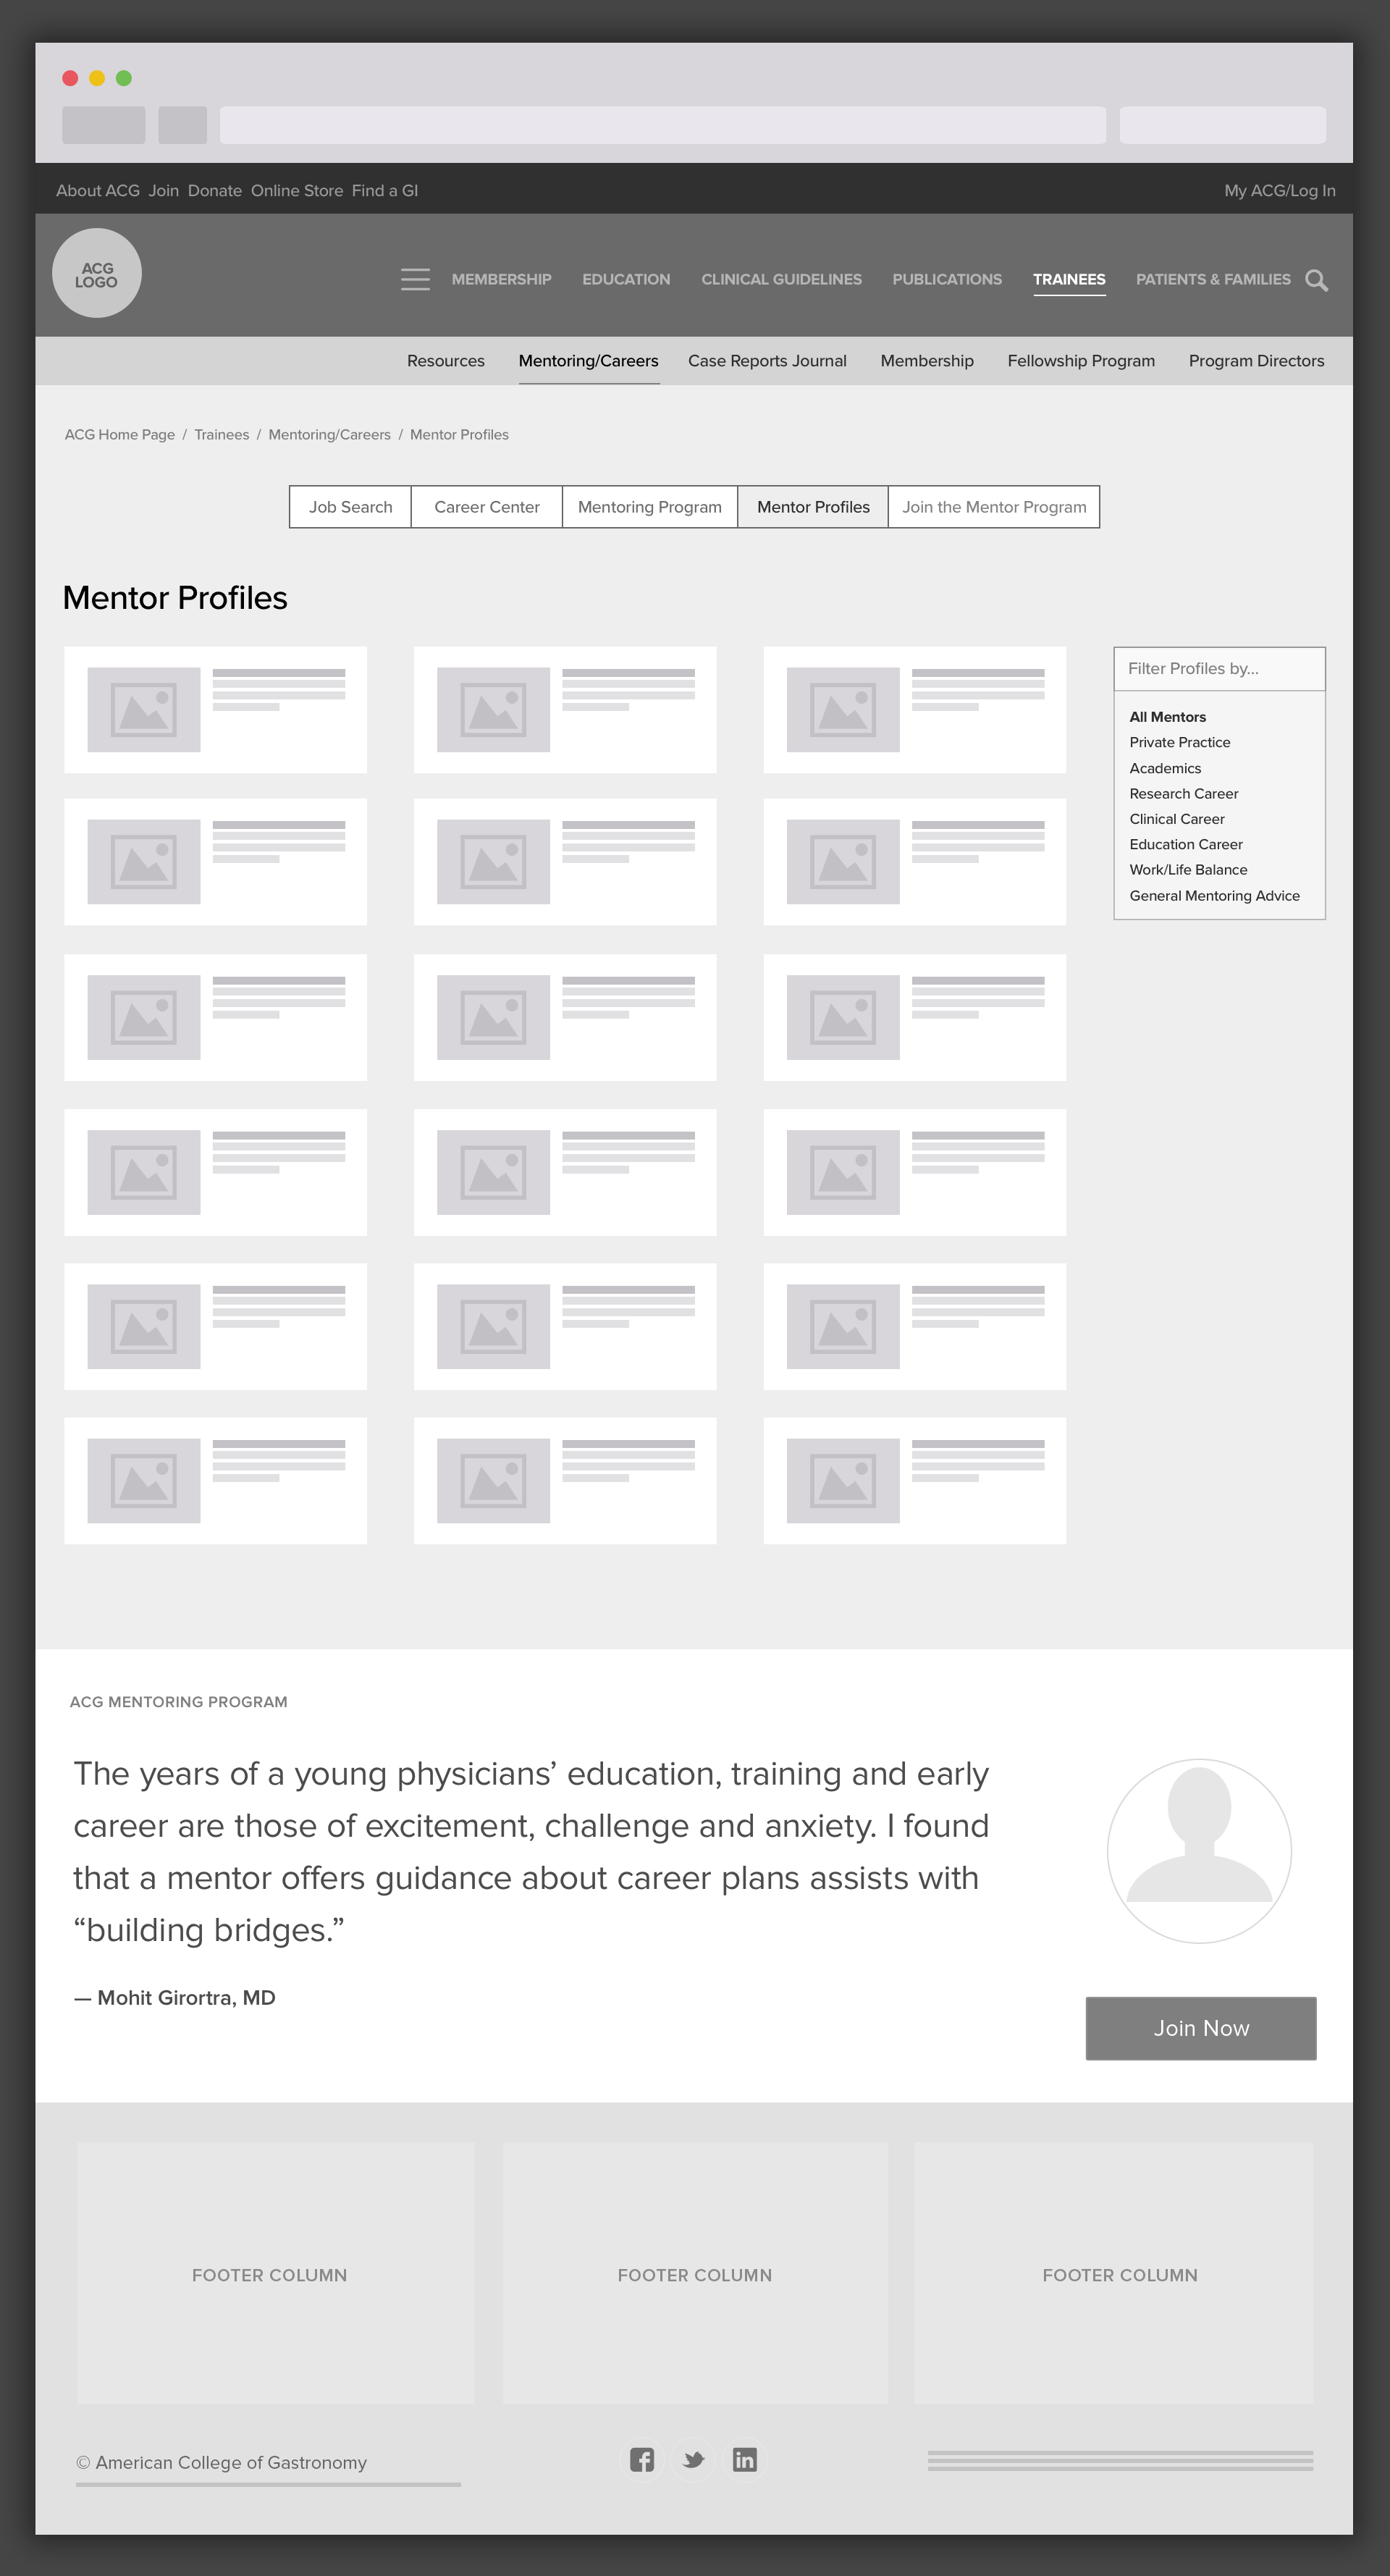 About ACG Join Donate Online Store Find a GI
My ACG/Log In
ACG
LOGO
MEMBERSHIP EDUCATION CLINICAL GUIDELINES PUBLICATIONS TRAINEES PATIENTS & FAMILIES
Resources Mentoring/Careers Case Reports Journal Membership Fellowship Program Program Directors
ACG Home Page / Trainees / Mentoring/Careers / Mentor Profiles
Job Search Career Center Mentoring Program Mentor Profiles Join the Mentor Program
Mentor Profiles
Filter Profiles by...
All Mentors
Private Practice
Academics
Research Career
Clinical Career
Education Career
Work/Life Balance
General Mentoring Advice
ACG MENTORING PROGRAM
The years of a young physicians’ education, training and early
career are those of excitement, challenge and anxiety. I found
that a mentor offers guidance about career plans assists with
“building bridges.”
— Mohit Girortra, MD
Join Now
FOOTER COLUMN FOOTER COLUMN FOOTER COLUMN
© American College of Gastronomy